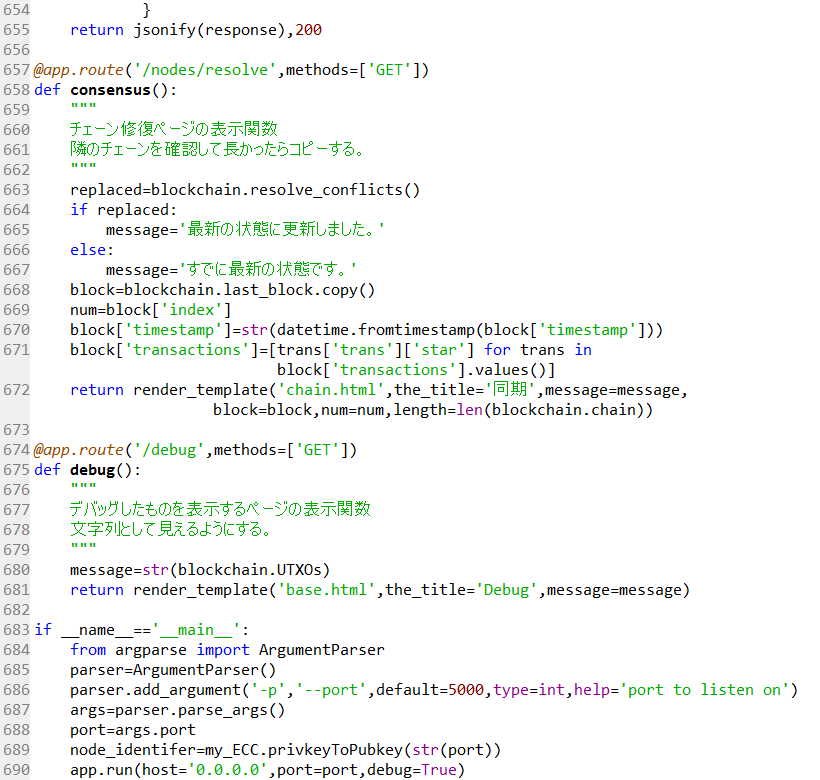 654             }
655     return jsonify(response),200
656
657 @app.route('/nodes/resolve',methods=['GET'])
658 def consensus():
659     """
660     チェーン修復ページの表示関数
661     隣のチェーンを確認して長かったらコピーする。
662     """
663     replaced=blockchain.resolve_conflicts()
664     if replaced:
665         message='最新の状態に更新しました。'
666     else:
667         message='すでに最新の状態です。'
668     block=blockchain.last_block.copy()
669     num=block['index']
670     block['timestamp']=str(datetime.fromtimestamp(block['timestamp']))
671     block['transactions']=[trans['trans']['star'] for trans in
                           block['transactions'].values()]
672     return render_template('chain.html',the_title='同期',message=message,
                    block=block,num=num,length=len(blockchain.chain))
673
674 @app.route('/debug',methods=['GET'])
675 def debug():
676     """
677     デバッグしたものを表示するページの表示関数
678     文字列として見えるようにする。
679     """
680     message=str(blockchain.UTXOs)
681     return render_template('base.html',the_title='Debug',message=message)
682
683 if __name__=='__main__':
684     from argparse import ArgumentParser
685     parser=ArgumentParser()
686     parser.add_argument('-p','--port',default=5000,type=int,help='port to listen on')
687     args=parser.parse_args()
688     port=args.port
689     node_identifer=my_ECC.privkeyToPubkey(str(port))
690     app.run(host='0.0.0.0',port=port,debug=True)